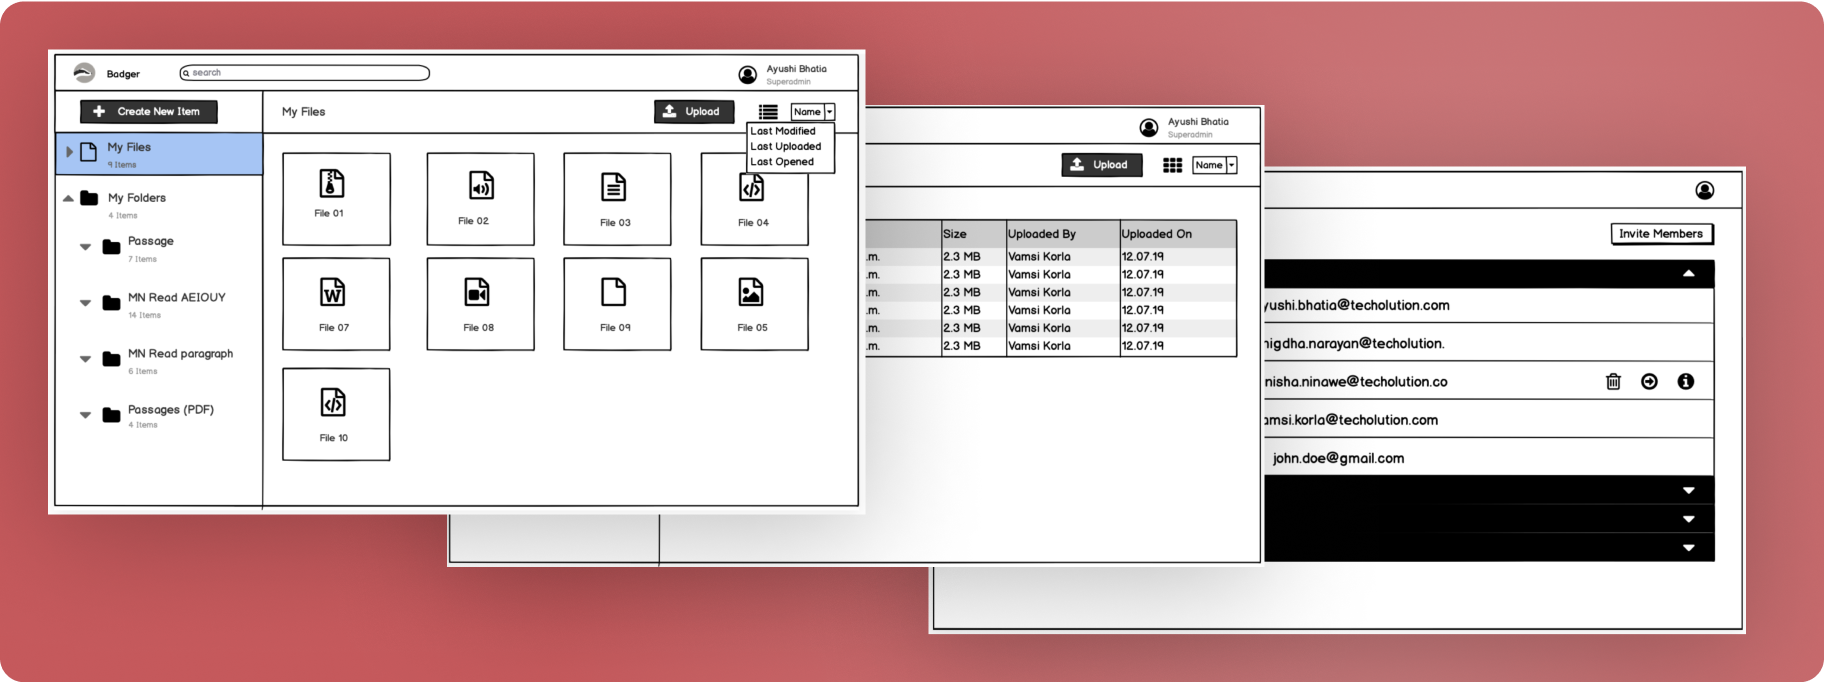 Badger
search
Ayushi Bhatia
Superadmin
Create New Item
My Files
Upload
Name
Last Modified
Last Uploaded
Last Opened
My Files
9 Items
My Folders
4 Items
Passage
7 Items
MN Read AEIOUY
14 Items
MN Read paragraph
6 Items
Passages (PDF)
4 Items
File 01
File 02
File 03
File 04
File 07
File 08
File 09
File 05
File 10
Ayushi Bhatia
Superadmin
Upload
Name
Size Uploaded By Uploaded On
.m. 2.3 MB Vamsi Korla 12.07.19
.m. 2.3 MB Vamsi Korla 12.07.19
.m. 2.3 MB Vamsi Korla 12.07.19
.m. 2.3 MB Vamsi Korla 12.07.19
.m. 2.3 MB Vamsi Korla 12.07.19
.m. 2.3 MB Vamsi Korla 12.07.19
Invite Members
yushi.bhatia@techolution.com
nigdha.narayan@techolution.
nisha.ninawe@techolution.co
amsi.korla@techolution.com
john.doe@gmail.com